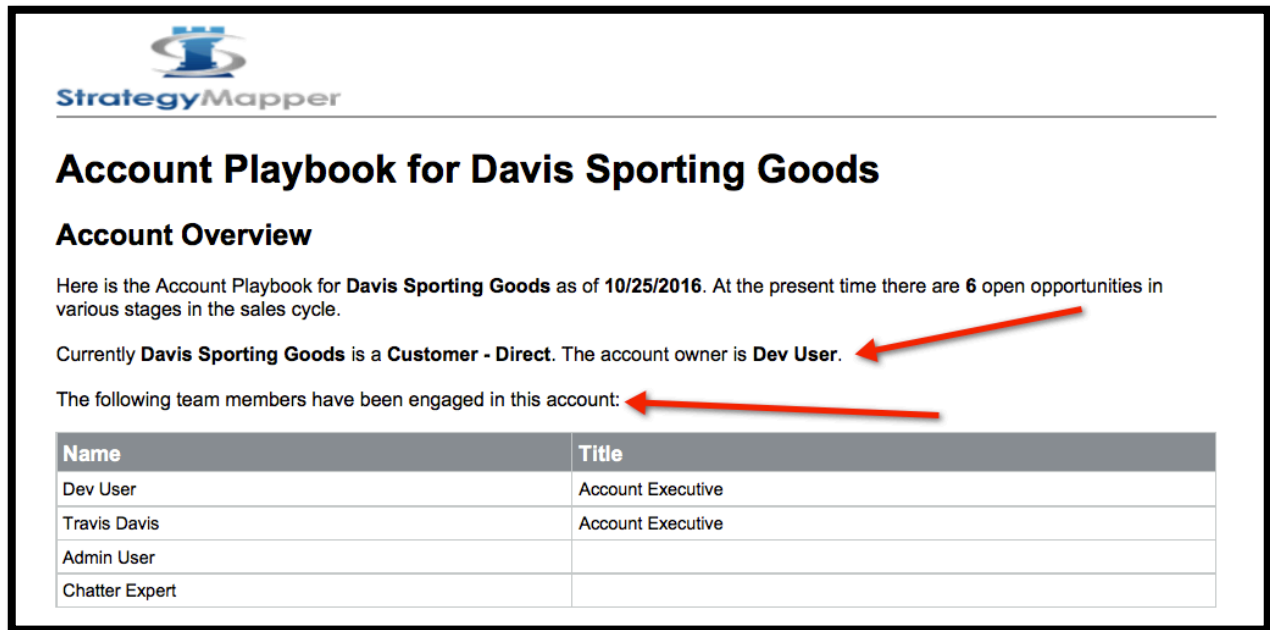 StrategyMapper
Account Playbook for Davis Sporting Goods
Account Overview
Here is the Account Playbook for Davis Sporting Goods as of 10/25/2016. At the present time there are 6 open opportunities in
various stages in the sales cycle.
Currently Davis Sporting Goods is a Customer - Direct. The account owner is Dev User.
The following team members have been engaged in this account:
Name Title
Dev User Account Executive
Travis Davis Account Executive
Admin User
Chatter Expert